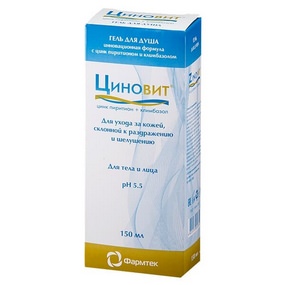 ГЕЛЬ ДЛЯ ДУША
инновационная формула
с цинк пиритионом и климбазолом
ЦИНОВИТ®
цинк пиритион + климбазол
Для ухода за кожей,
склонной к раздражению
и шелушению
Для тела и лица
pH 5.5
150 мл
Фармтек